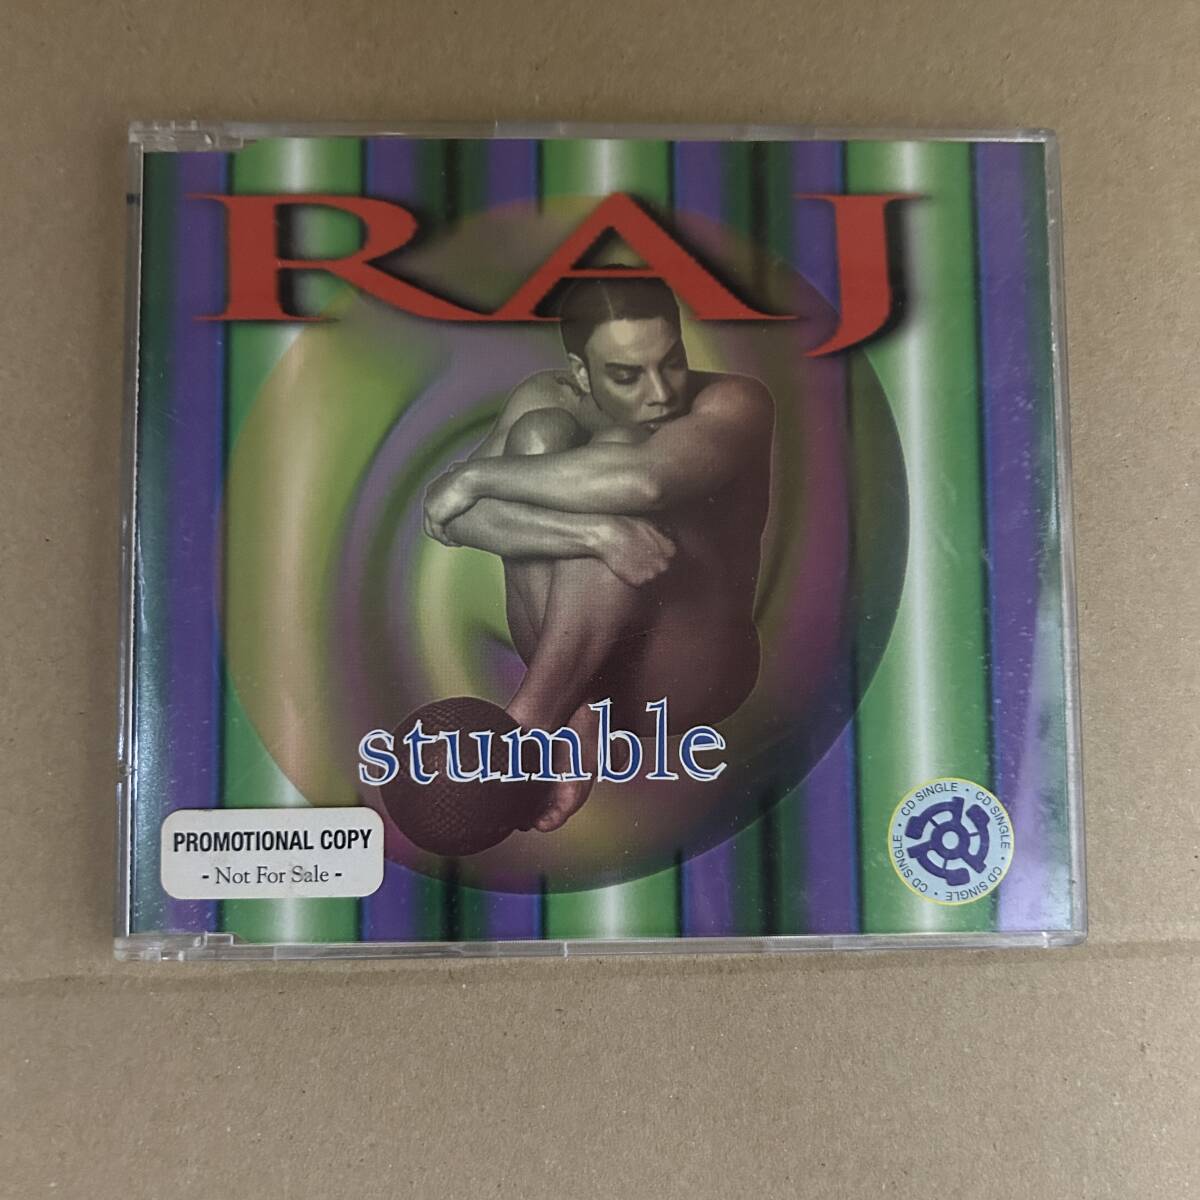 RAJ
stumble
PROMOTIONAL COPY
- Not For Sale -
CD SINGLE • CD SINGLE • CD SINGLE • CD SINGLE •